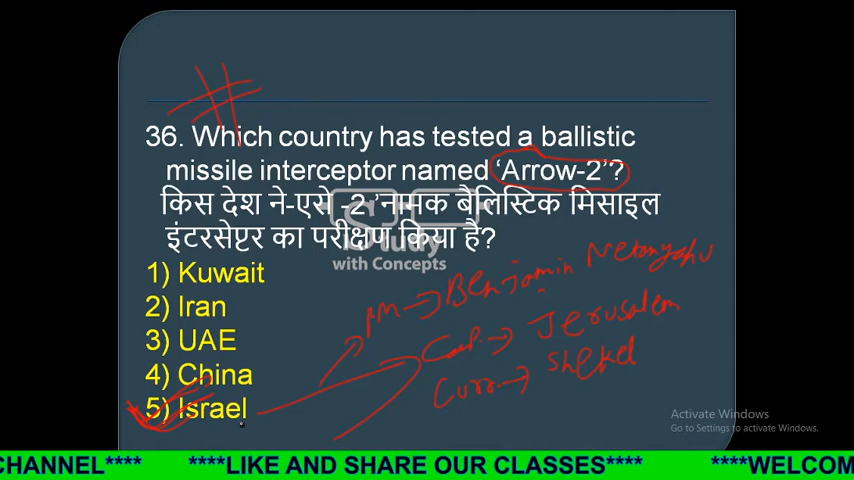 36. Which country has tested a ballistic
missile interceptor named 'Arrow-2'?
किस देश ने-एसे -2 'नामक बैलिस्टिक मिसाइल
इंटरसेप्टर का परीक्षण किया है?
Study
with Concepts
1) Kuwait
2) Iran
3) UAE
4) China
5) Israel
PM → Benjamin Netanyahu
Cap. → Jerusalem
Curr. → Shekel
Activate Windows
Go to Settings to activate Windows.
CHANNEL**** ****LIKE AND SHARE OUR CLASSES**** ****WELCOM